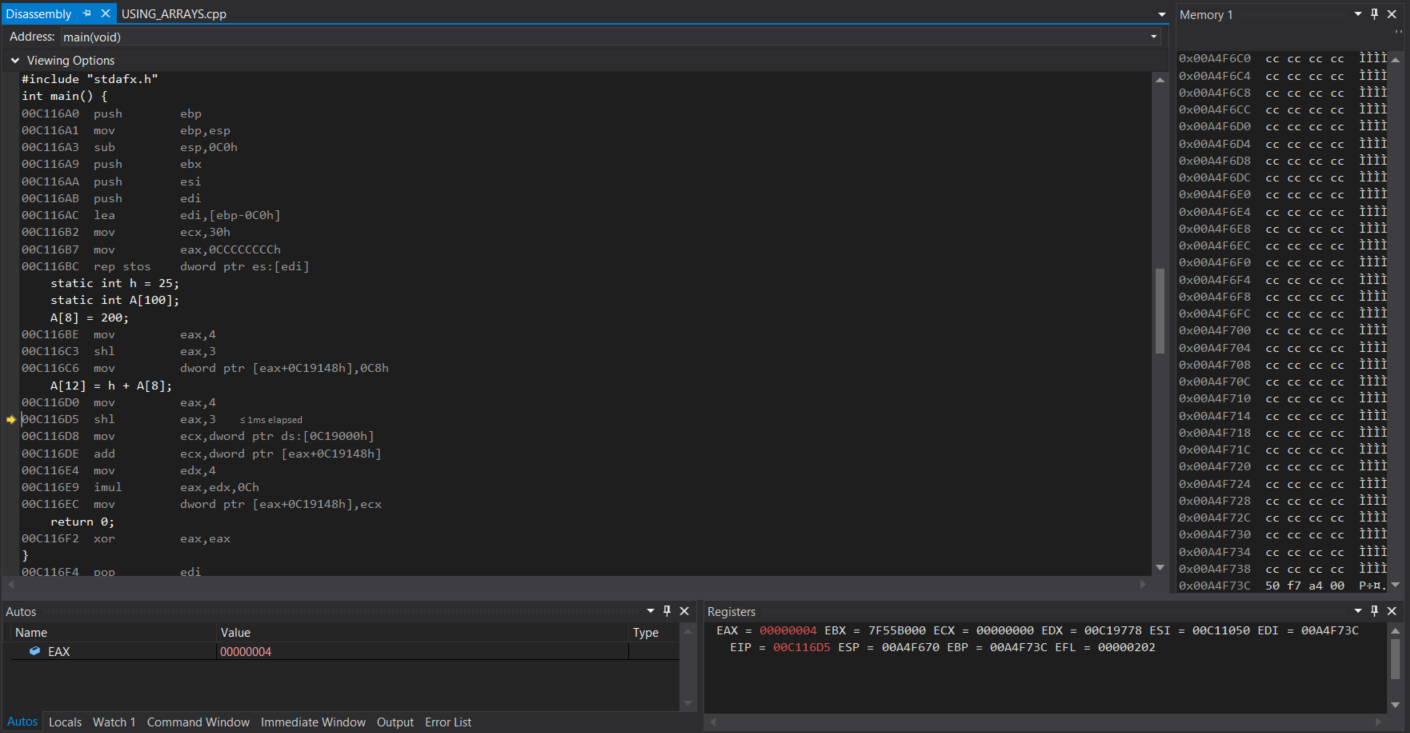 Disassembly USING_ARRAYS.cpp
Address: main(void)
Viewing Options
#include "stdafx.h"
int main() {
00C116A0 push ebp
00C116A1 mov ebp,esp
00C116A3 sub esp,0C0h
00C116A9 push ebx
00C116AA push esi
00C116AB push edi
00C116AC lea edi,[ebp-0C0h]
00C116B2 mov ecx,30h
00C116B7 mov eax,0CCCCCCCCh
00C116BC rep stos dword ptr es:[edi]
static int h = 25;
static int A[100];
A[8] = 200;
00C116BE mov eax,4
00C116C3 shl eax,3
00C116C6 mov dword ptr [eax+0C19148h],0C8h
A[12] = h + A[8];
00C116D0 mov eax,4
00C116D5 shl eax,3 ≤1ms elapsed
00C116D8 mov ecx,dword ptr ds:[0C19000h]
00C116DE add ecx,dword ptr [eax+0C19148h]
00C116E4 mov edx,4
00C116E9 imul eax,edx,0Ch
00C116EC mov dword ptr [eax+0C19148h],ecx
return 0;
00C116F2 xor eax,eax
}
00C116F4 pop edi
Memory 1
0x00A4F6C0 cc cc cc cc ÌÌÌÌ
0x00A4F6C4 cc cc cc cc ÌÌÌÌ
0x00A4F6C8 cc cc cc cc ÌÌÌÌ
0x00A4F6CC cc cc cc cc ÌÌÌÌ
0x00A4F6D0 cc cc cc cc ÌÌÌÌ
0x00A4F6D4 cc cc cc cc ÌÌÌÌ
0x00A4F6D8 cc cc cc cc ÌÌÌÌ
0x00A4F6DC cc cc cc cc ÌÌÌÌ
0x00A4F6E0 cc cc cc cc ÌÌÌÌ
0x00A4F6E4 cc cc cc cc ÌÌÌÌ
0x00A4F6E8 cc cc cc cc ÌÌÌÌ
0x00A4F6EC cc cc cc cc ÌÌÌÌ
0x00A4F6F0 cc cc cc cc ÌÌÌÌ
0x00A4F6F4 cc cc cc cc ÌÌÌÌ
0x00A4F6F8 cc cc cc cc ÌÌÌÌ
0x00A4F6FC cc cc cc cc ÌÌÌÌ
0x00A4F700 cc cc cc cc ÌÌÌÌ
0x00A4F704 cc cc cc cc ÌÌÌÌ
0x00A4F708 cc cc cc cc ÌÌÌÌ
0x00A4F70C cc cc cc cc ÌÌÌÌ
0x00A4F710 cc cc cc cc ÌÌÌÌ
0x00A4F714 cc cc cc cc ÌÌÌÌ
0x00A4F718 cc cc cc cc ÌÌÌÌ
0x00A4F71C cc cc cc cc ÌÌÌÌ
0x00A4F720 cc cc cc cc ÌÌÌÌ
0x00A4F724 cc cc cc cc ÌÌÌÌ
0x00A4F728 cc cc cc cc ÌÌÌÌ
0x00A4F72C cc cc cc cc ÌÌÌÌ
0x00A4F730 cc cc cc cc ÌÌÌÌ
0x00A4F734 cc cc cc cc ÌÌÌÌ
0x00A4F738 cc cc cc cc ÌÌÌÌ
0x00A4F73C 50 f7 a4 00 P÷¤.
Autos
Name Value Type
EAX 00000004
Autos Locals Watch 1 Command Window Immediate Window Output Error List
Registers
EAX = 00000004 EBX = 7F55B000 ECX = 00000000 EDX = 00C19778 ESI = 00C11050 EDI = 00A4F73C
EIP = 00C116D5 ESP = 00A4F670 EBP = 00A4F73C EFL = 00000202